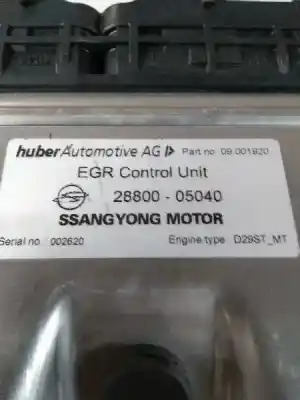 huber Automotive AG Part no 09.001920
EGR Control Unit
28800 - 05040
SSANGYONG MOTOR
Serial no. 002620 Engine type D29ST_MT